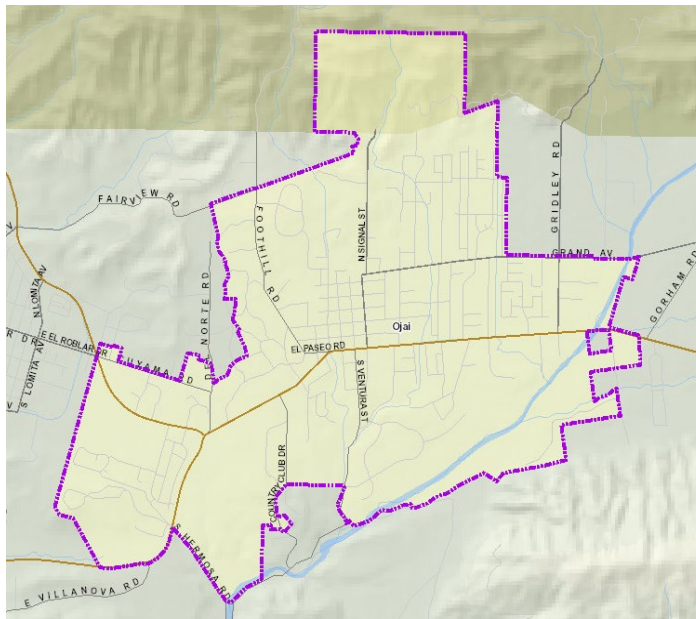 FAIRVIEW RD
FOOTHILL RD
N SIGNAL ST
GRIDLEY RD
GRAND AV
GORHAM RD
N LOMITA AV
DEL NORTE RD
Ojai
E EL ROBLAR DR
R DR
EL PASEO RD
S LOMITA AV
S VENTURA ST
COUNTRY CLUB DR
S HERMOSA RD
E VILLANOVA RD